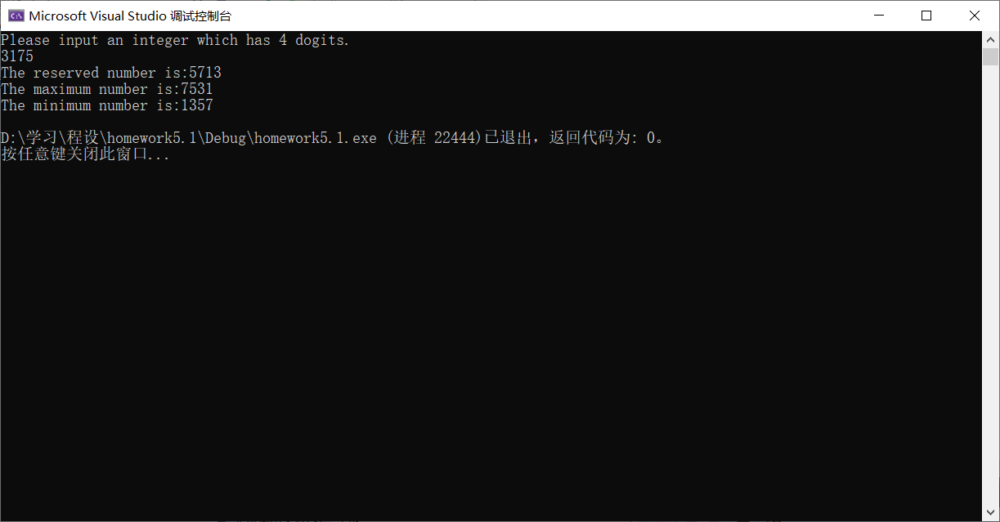 Microsoft Visual Studio 调试控制台
Please input an integer which has 4 dogits.
3175
The reserved number is:5713
The maximum number is:7531
The minimum number is:1357
D:\学习\程设\homework5.1\Debug\homework5.1.exe (进程 22444)已退出，返回代码为: 0。
按任意键关闭此窗口...